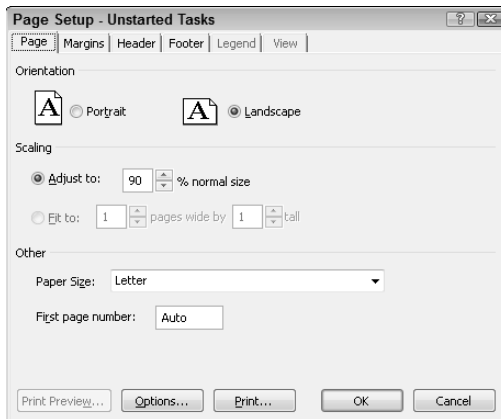 Page Setup - Unstarted Tasks
Page Margins Header Footer Legend View
Orientation
A Portrait A Landscape
Scaling
Adjust to: 90 % normal size
Fit to: 1 pages wide by 1 tall
Other
Paper Size: Letter
First page number: Auto
Print Preview... Options... Print... OK Cancel